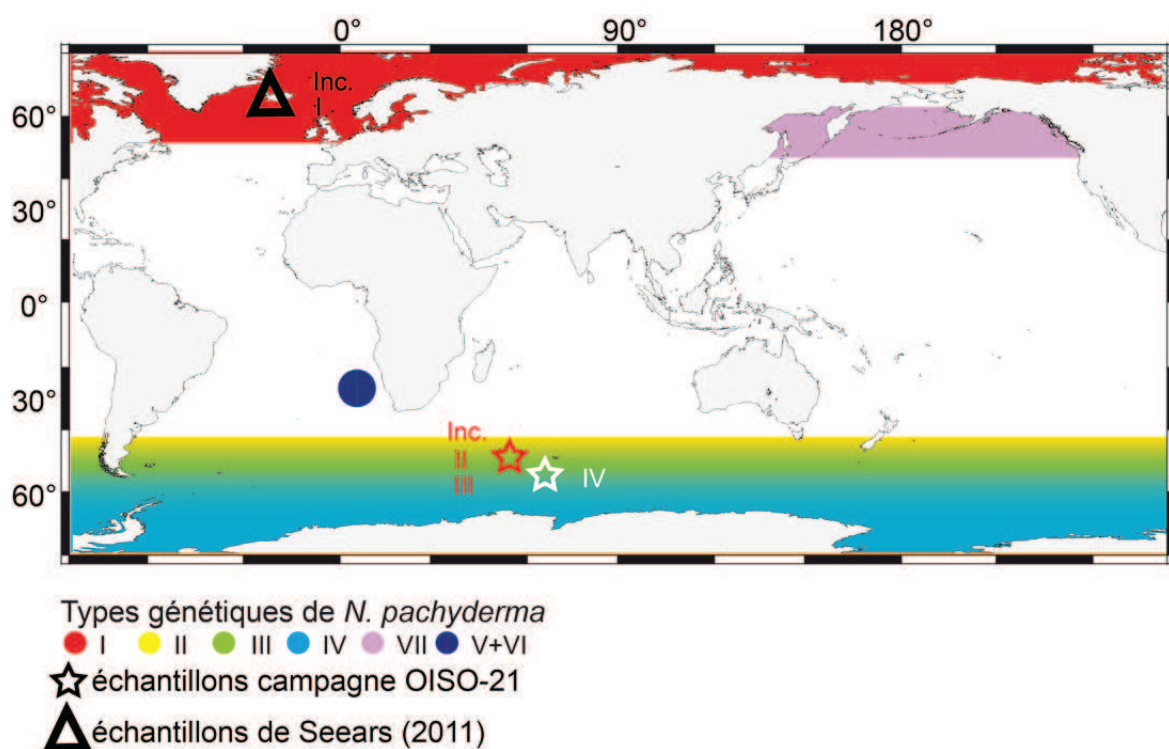 0° 90° 180°
Inc.
I
60°
30°
0°
30°
60°
Inc.
II
III
IV
Types génétiques de N. pachyderma
I II III IV VII V+VI
échantillons campagne OISO-21
échantillons de Seears (2011)